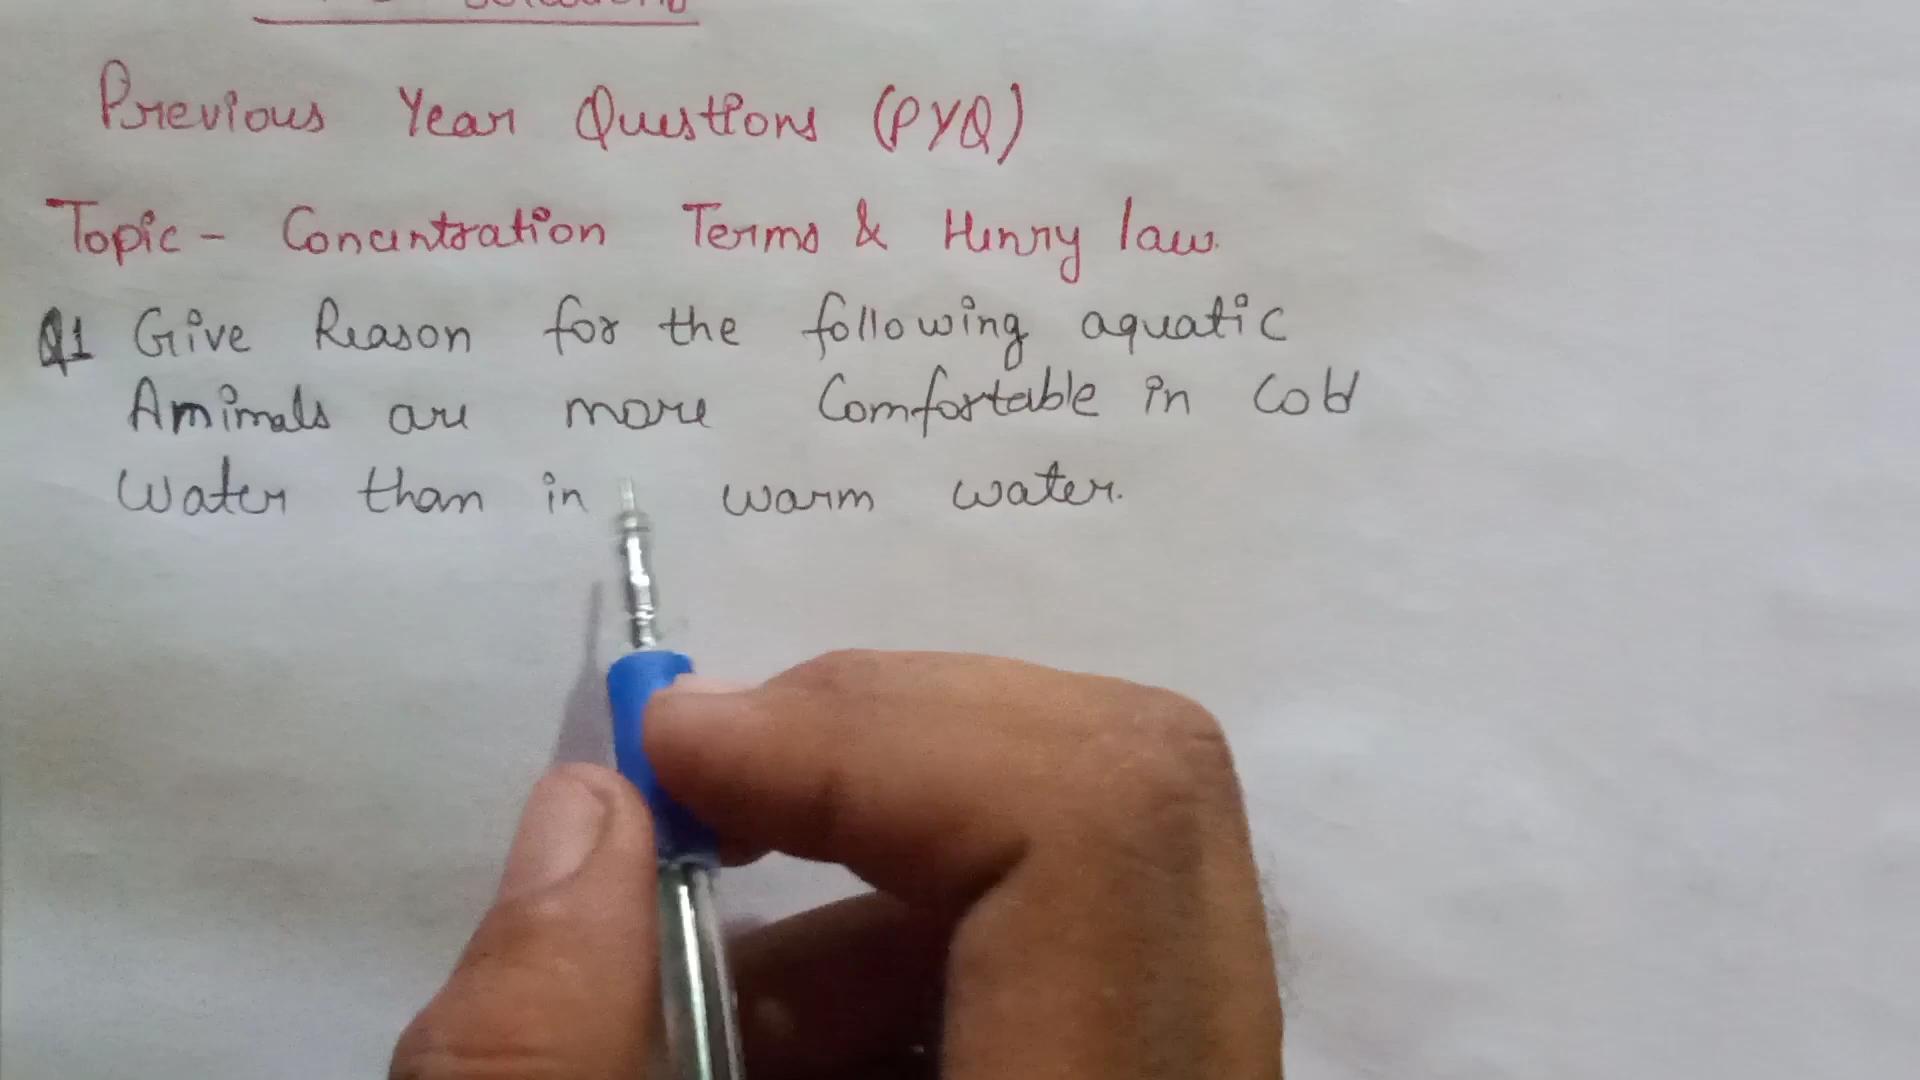 Previous Year Questions (PYQ)
Topic - Concentration Terms & Henry law.
Q1 Give Reason for the following aquatic
Animals are more Comfortable in Cold
Water than in warm water.